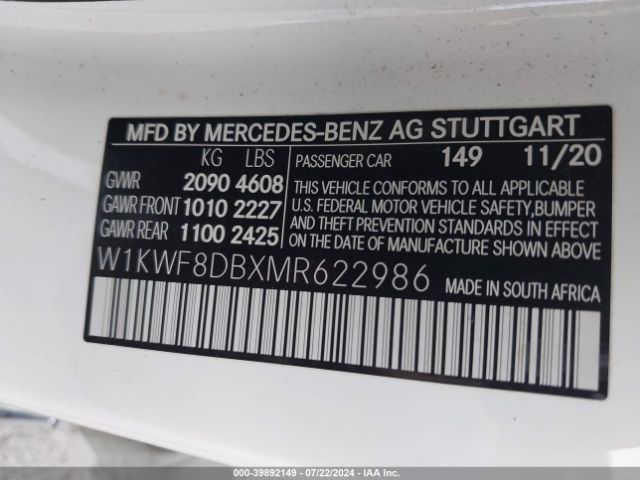 MFD BY MERCEDES-BENZ AG STUTTGART
KG LBS
GVWR 2090 4608
GAWR FRONT 1010 2227
GAWR REAR 1100 2425
PASSENGER CAR 149 11/20
THIS VEHICLE CONFORMS TO ALL APPLICABLE
U.S. FEDERAL MOTOR VEHICLE SAFETY,BUMPER
AND THEFT PREVENTION STANDARDS IN EFFECT
ON THE DATE OF MANUFACTURE SHOWN ABOVE.
W1KWF8DBXMR622986
MADE IN SOUTH AFRICA
000-39892149 - 07/22/2024 - IAA Inc.